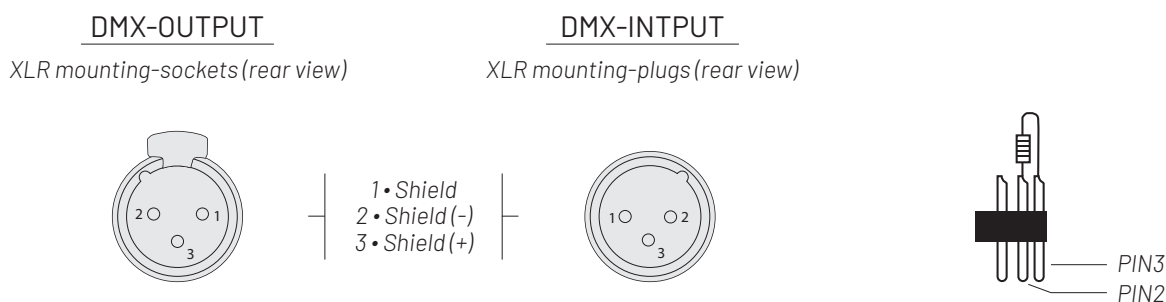 DMX-OUTPUT
XLR mounting-sockets (rear view)
2
1
3
1 • Shield
2 • Shield (-)
3 • Shield (+)
DMX-INTPUT
XLR mounting-plugs (rear view)
1
2
3
PIN3
PIN2